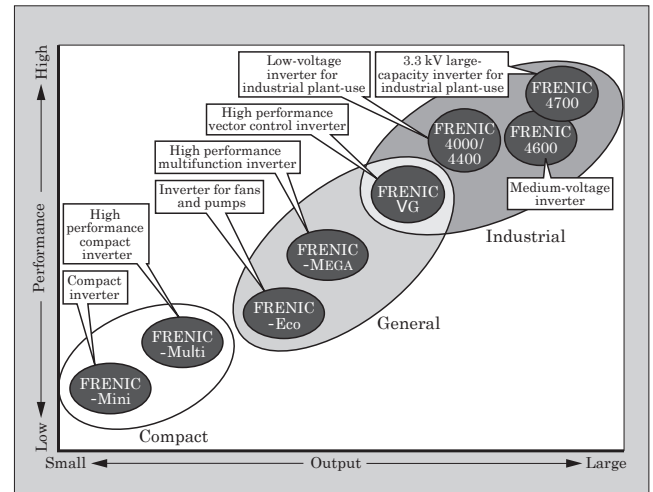 High
Performance
Low
Low-voltage
inverter for
industrial plant-use
3.3 kV large-
capacity inverter for
industrial plant-use
High performance
vector control inverter
High performance
multifunction inverter
Inverter for fans
and pumps
High
performance
compact
inverter
Compact
inverter
FRENIC
4700
FRENIC
4000/
4400
FRENIC
4600
Medium-voltage
inverter
FRENIC
VG
Industrial
FRENIC
-MEGA
FRENIC
-Eco
General
FRENIC
-Multi
FRENIC
-Mini
Compact
Small
Output
Large